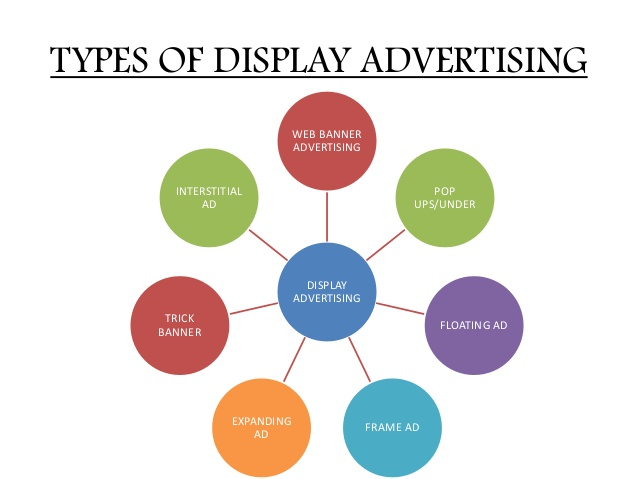 TYPES OF DISPLAY ADVERTISING
WEB BANNER
ADVERTISING
POP
UPS/UNDER
FLOATING AD
FRAME AD
EXPANDING
AD
TRICK
BANNER
INTERSTITIAL
AD
DISPLAY
ADVERTISING